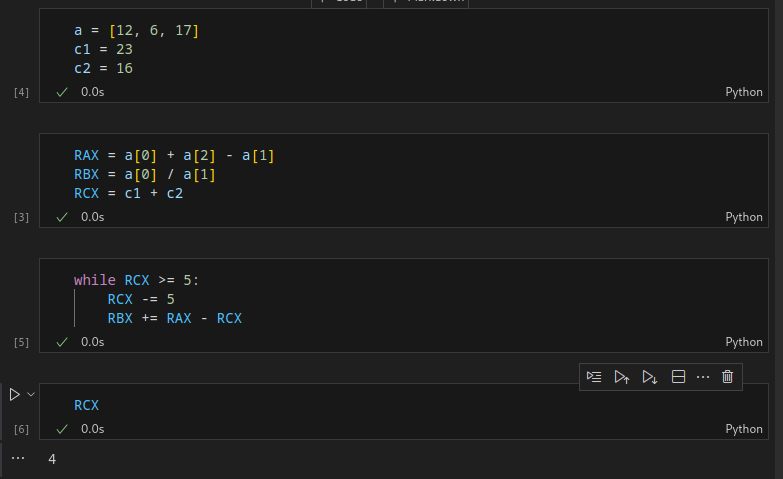 a = [12, 6, 17]
c1 = 23
c2 = 16
[4]
0.0s
Python
RAX = a[0] + a[2] - a[1]
RBX = a[0] / a[1]
RCX = c1 + c2
[3]
0.0s
Python
while RCX >= 5:
    RCX -= 5
    RBX += RAX - RCX
[5]
0.0s
Python
RCX
[6]
0.0s
Python
... 4